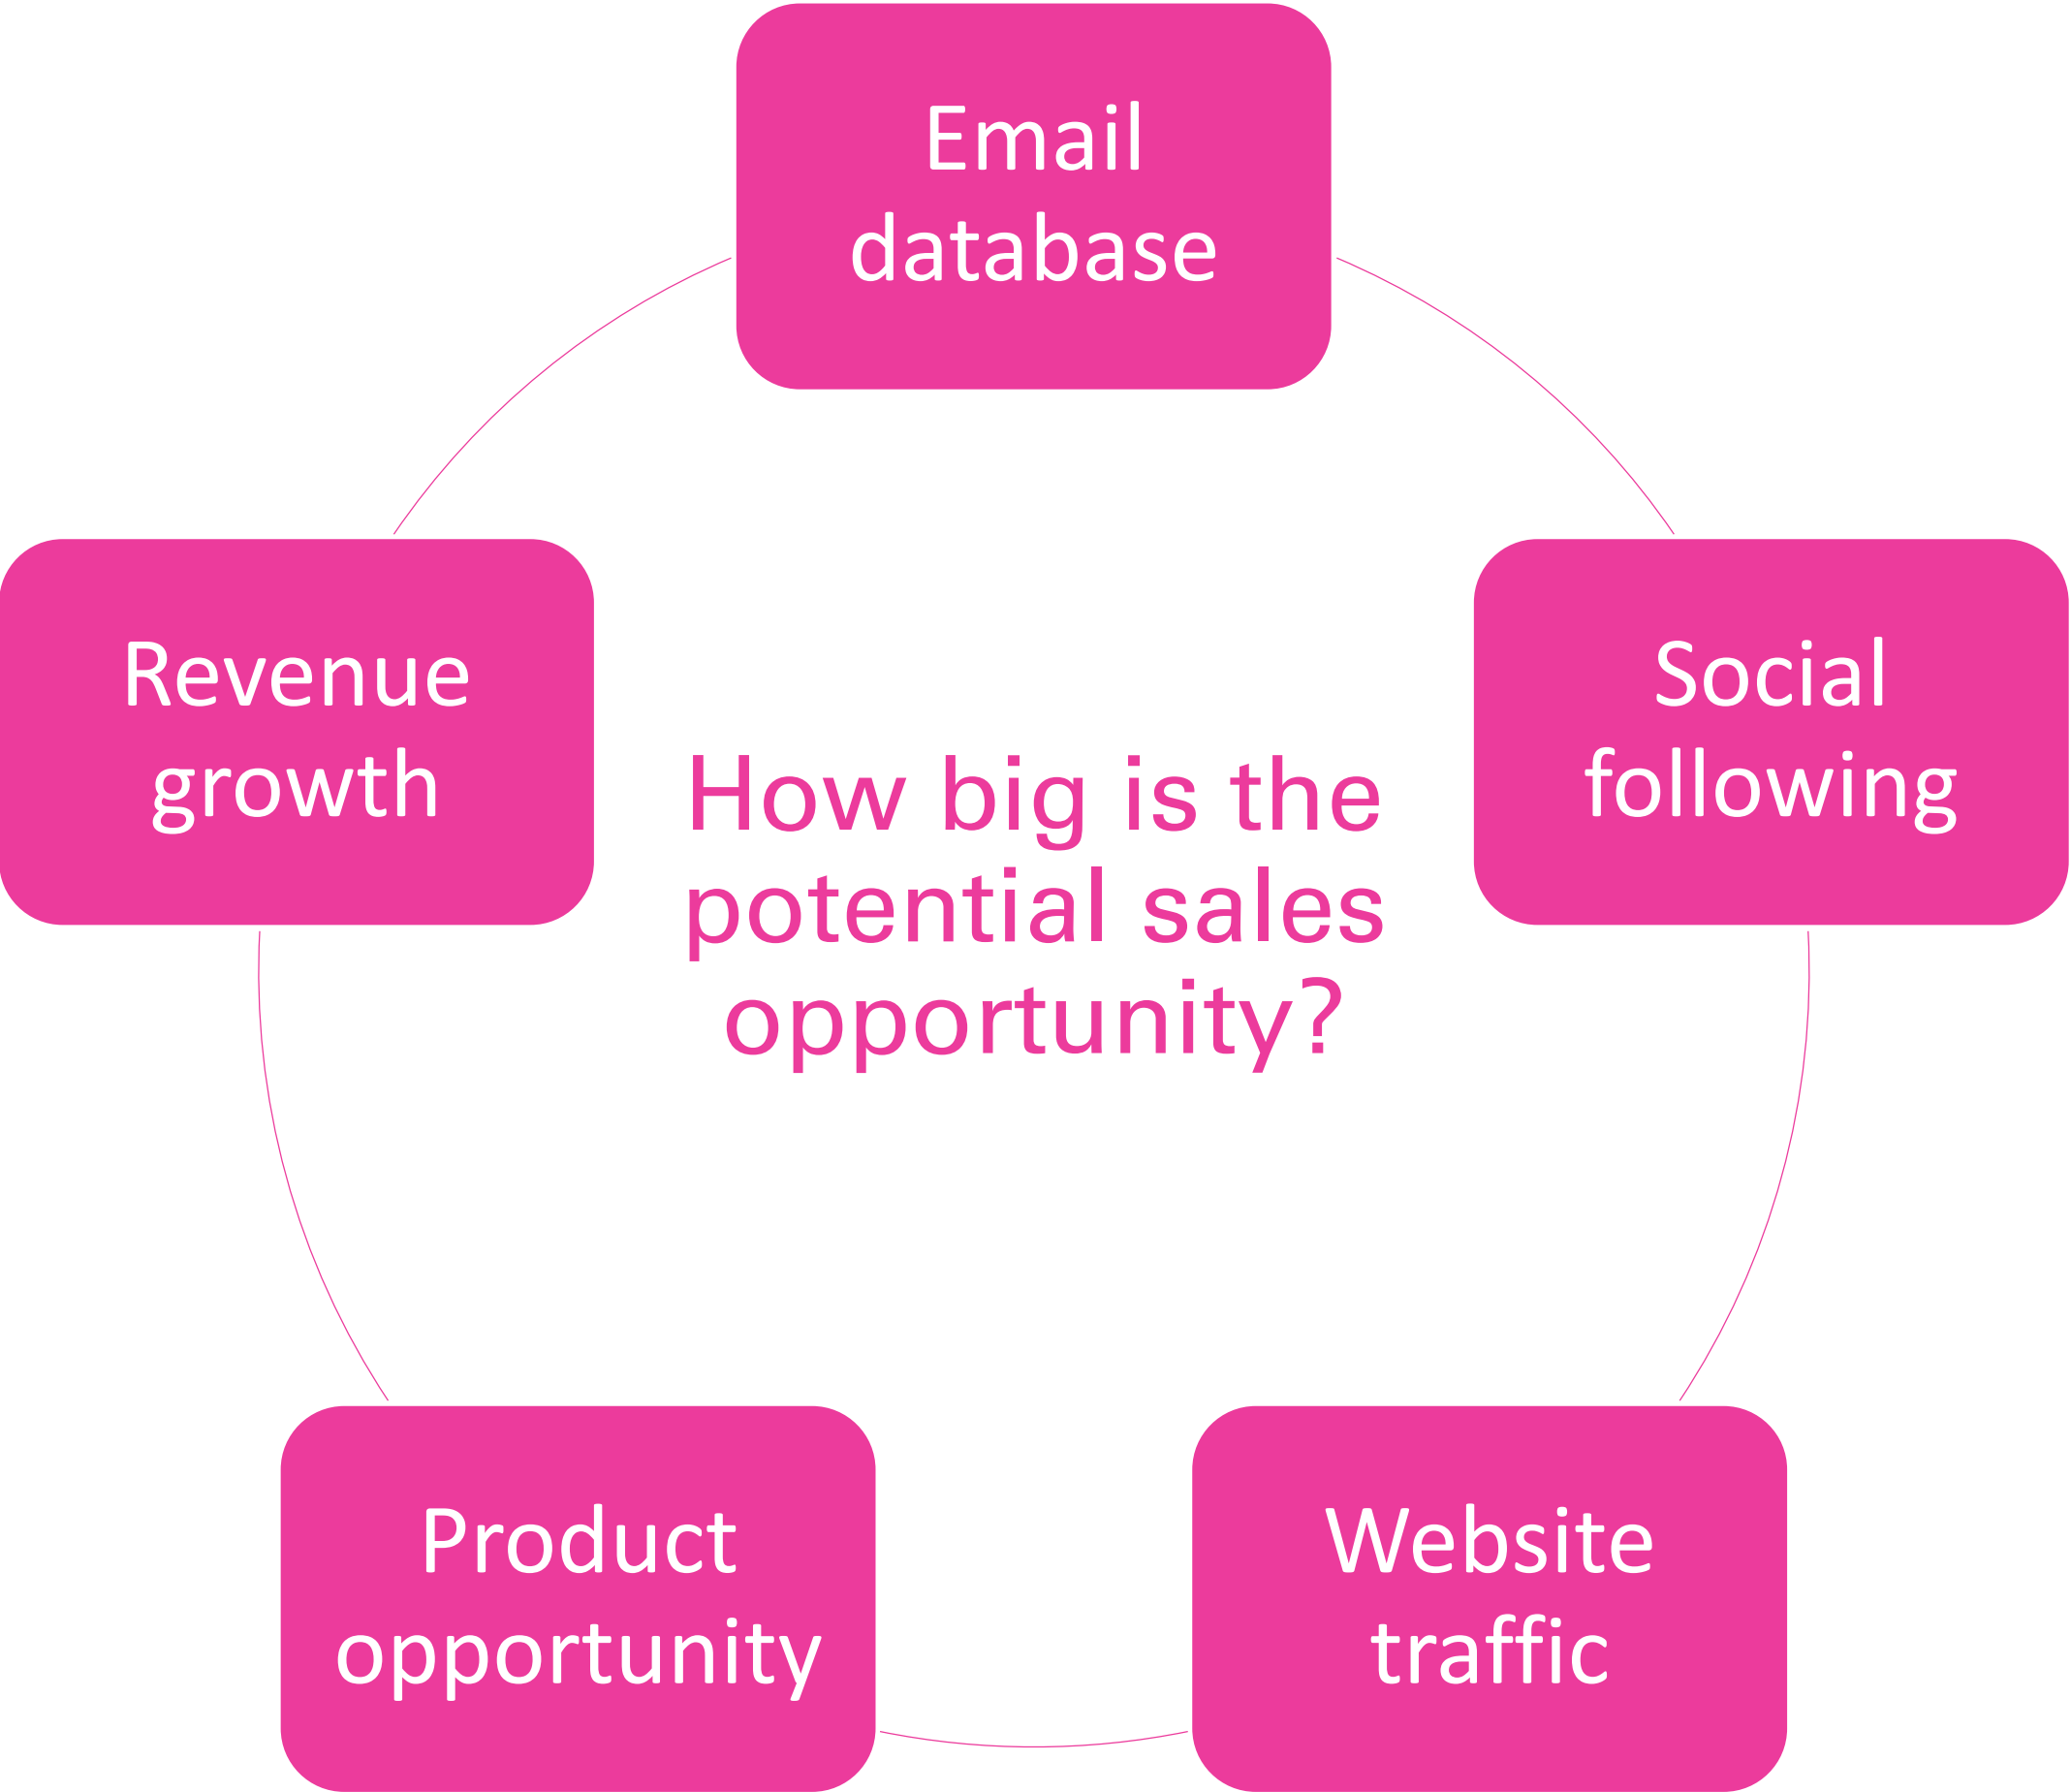 Email
database
Social
following
Website
traffic
Product
opportunity
Revenue
growth
How big is the
potential sales
opportunity?